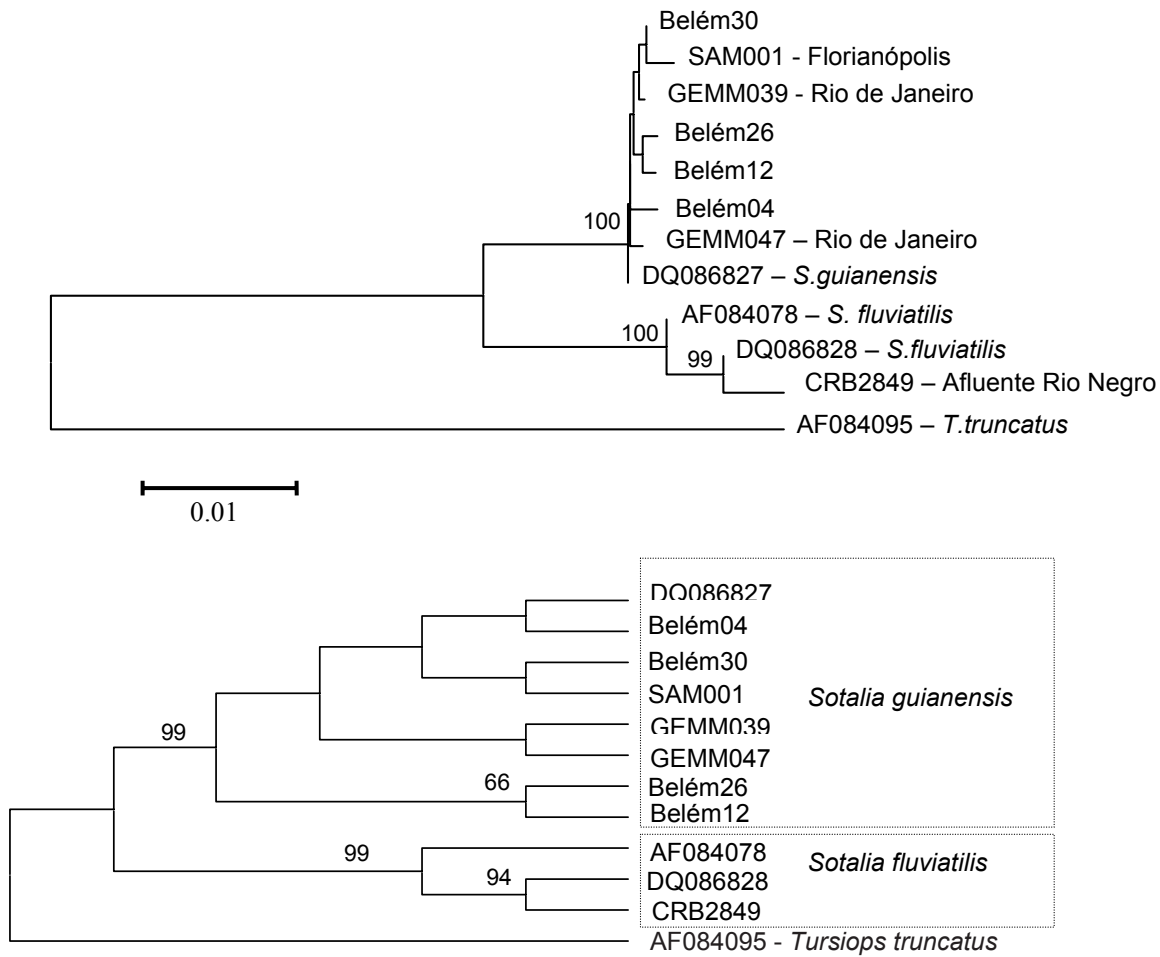 Belém30
SAM001 - Florianópolis
GEMM039 - Rio de Janeiro
Belém26
Belém12
Belém04
100
GEMM047 – Rio de Janeiro
DQ086827 – S.guianensis
AF084078 – S. fluviatilis
100
DQ086828 – S.fluviatilis
99
CRB2849 – Afluente Rio Negro
AF084095 – T.truncatus
0.01
DQ086827
Belém04
Belém30
SAM001
Sotalia guianensis
GEMM039
99
GEMM047
66
Belém26
Belém12
99
AF084078
Sotalia fluviatilis
94
DQ086828
CRB2849
AF084095 - Tursiops truncatus